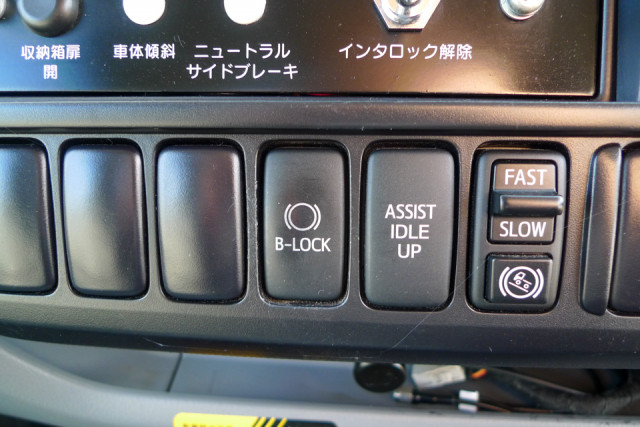 収納箱扉
開
車体傾斜
ニュートラル
サイドブレーキ
インタロック解除
B-LOCK
ASSIST
IDLE
UP
FAST
SLOW